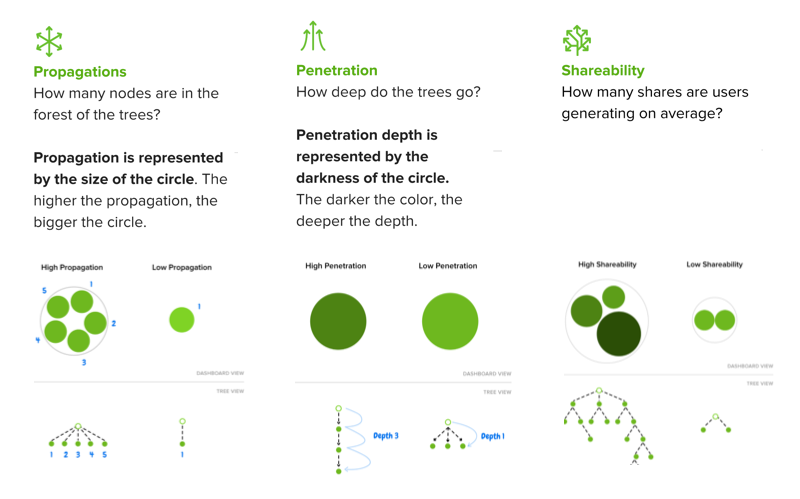 Propagations
How many nodes are in the
forest of the trees?
Propagation is represented
by the size of the circle. The
higher the propagation, the
bigger the circle.
High Propagation
Low Propagation
5
1
2
3
4
1
DASHBOARD VIEW
TREE VIEW
1 2 3 4 5
1
Penetration
How deep do the trees go?
Penetration depth is
represented by the
darkness of the circle.
The darker the color, the
deeper the depth.
High Penetration
Low Penetration
DASHBOARD VIEW
TREE VIEW
Depth 3
Depth 1
Shareability
How many shares are users
generating on average?
High Shareability
Low Shareability
DASHBOARD VIEW
TREE VIEW